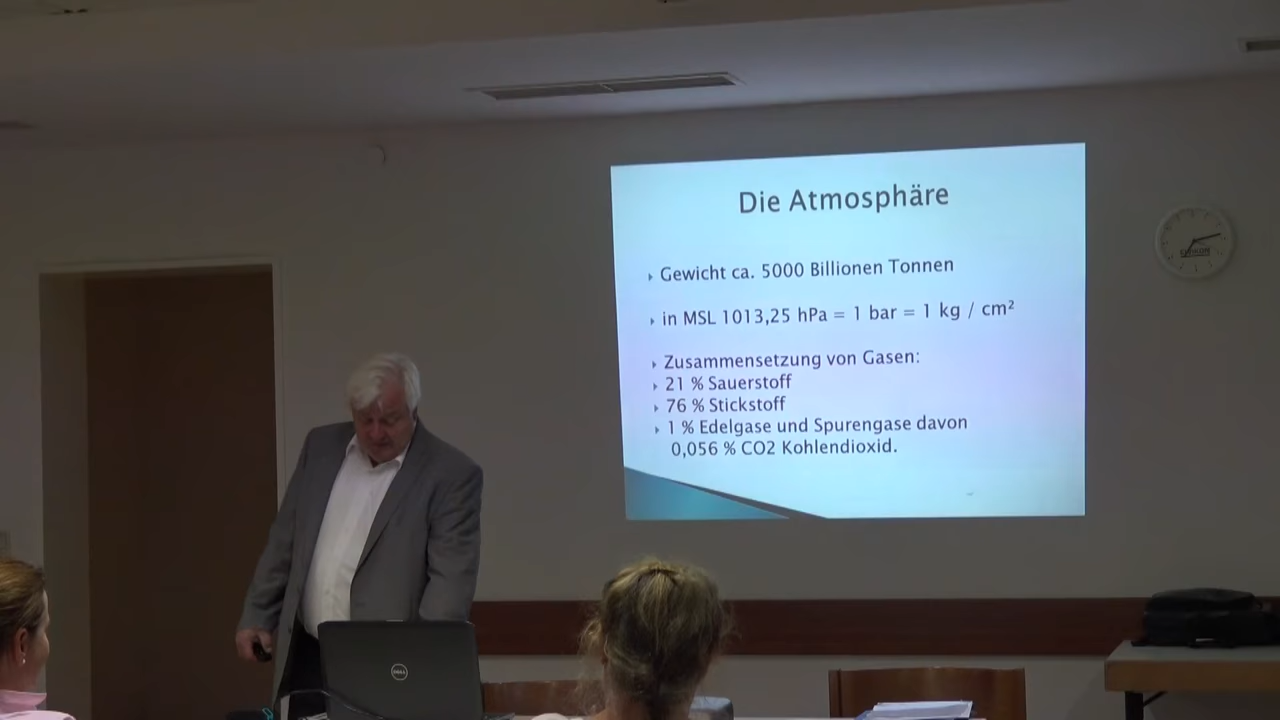 Die Atmosphäre
Gewicht ca. 5000 Billionen Tonnen
in MSL 1013,25 hPa = 1 bar = 1 kg / cm²
Zusammensetzung von Gasen:
21 % Sauerstoff
76 % Stickstoff
1 % Edelgase und Spurengase davon
0,056 % CO2 Kohlendioxid.
DELL